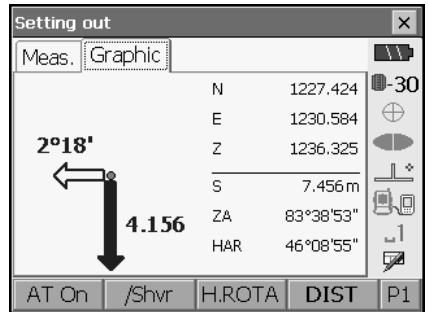 Setting out
Meas. Graphic
-30
N 1227.424
E 1230.584
Z 1236.325
2°18'
S 7.456m
4.156
ZA 83°38'53"
HAR 46°08'55"
1
AT On /Shvr H.ROTA DIST P1